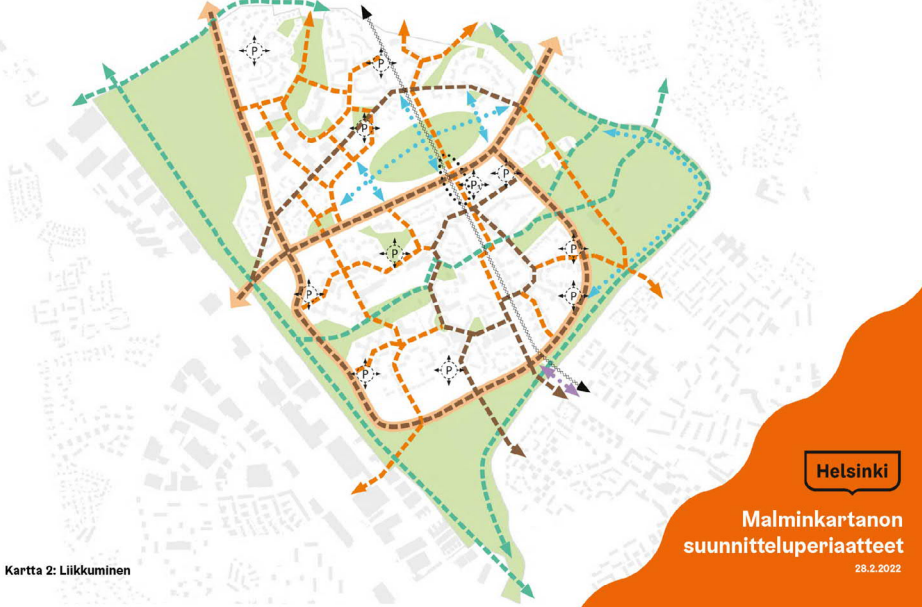 P
P
P
P
P
P
P
P
P
P
P
Helsinki
Malminkartanon
suunnitteluperiaatteet
28.2.2022
Kartta 2: Liikkuminen